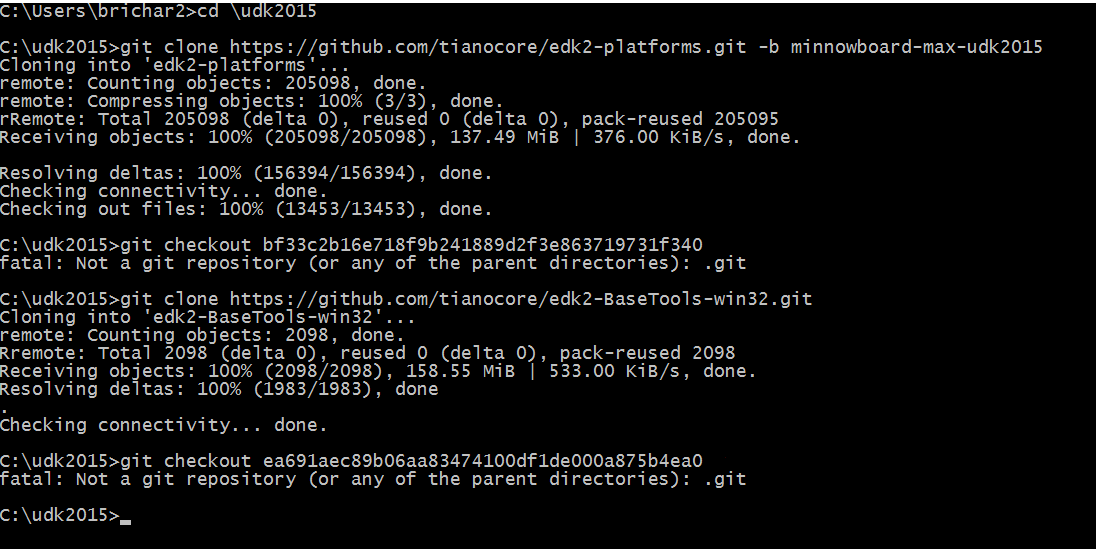 C:\Users\brichar2>cd \udk2015
C:\udk2015>git clone https://github.com/tianocore/edk2-platforms.git -b minnowboard-max-udk2015
Cloning into 'edk2-platforms'...
remote: Counting objects: 205098, done.
remote: Compressing objects: 100% (3/3), done.
rRemote: Total 205098 (delta 0), reused 0 (delta 0), pack-reused 205095
Receiving objects: 100% (205098/205098), 137.49 MiB | 376.00 KiB/s, done.
Resolving deltas: 100% (156394/156394), done.
Checking connectivity... done.
Checking out files: 100% (13453/13453), done.
C:\udk2015>git checkout bf33c2b16e718f9b241889d2f3e863719731f340
fatal: Not a git repository (or any of the parent directories): .git
C:\udk2015>git clone https://github.com/tianocore/edk2-BaseTools-win32.git
Cloning into 'edk2-BaseTools-win32'...
remote: Counting objects: 2098, done.
Rremote: Total 2098 (delta 0), reused 0 (delta 0), pack-reused 2098
Receiving objects: 100% (2098/2098), 158.55 MiB | 533.00 KiB/s, done.
Resolving deltas: 100% (1983/1983), done
.
Checking connectivity... done.
C:\udk2015>git checkout ea691aec89b06aa83474100df1de000a875b4ea0
fatal: Not a git repository (or any of the parent directories): .git
C:\udk2015>